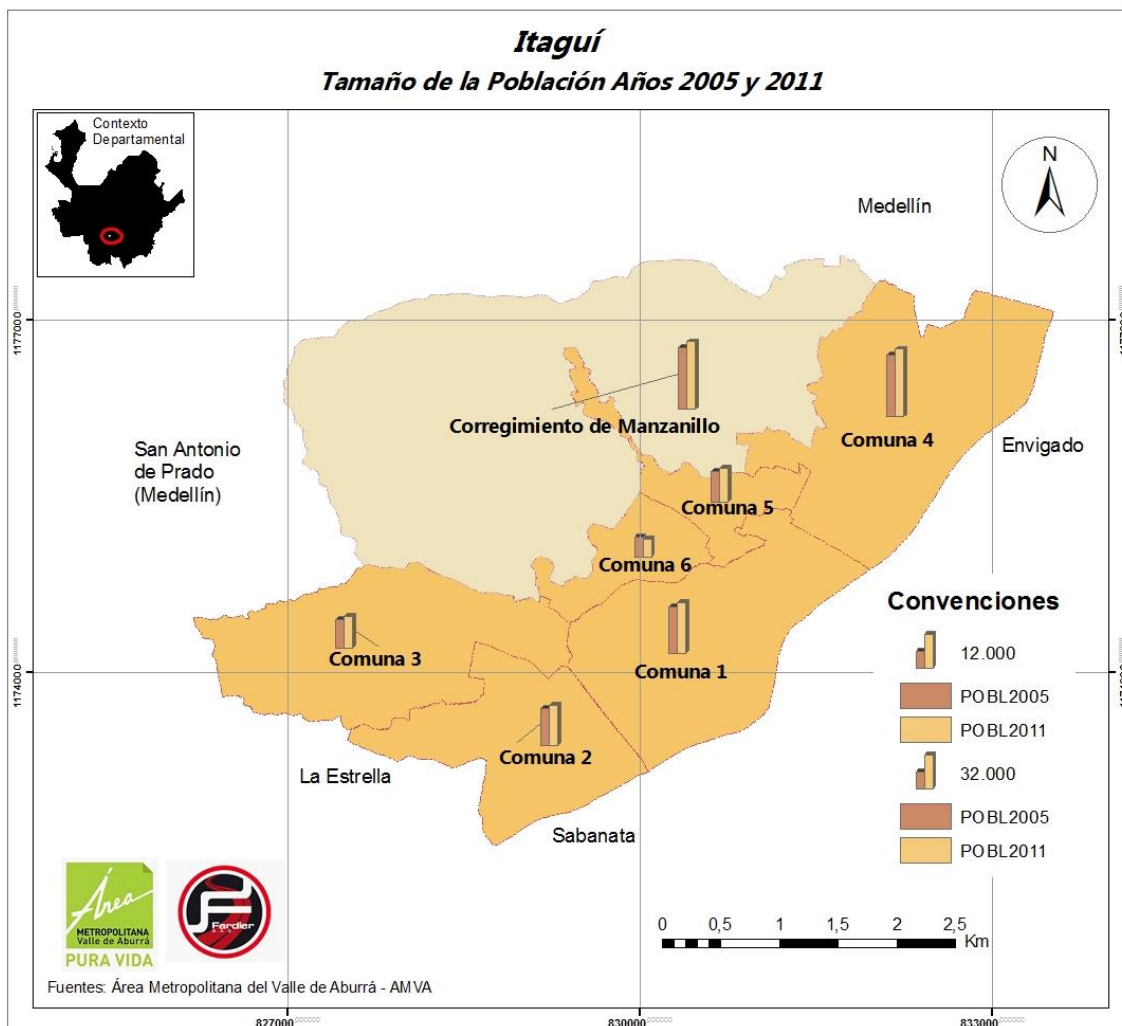 Itaguí
Tamaño de la Población Años 2005 y 2011
Contexto
Departamental
N
Medellín
1177000
1177000
Corregimiento de Manzanillo
Comuna 4
San Antonio
de Prado
(Medellín)
Envigado
Comuna 5
Comuna 6
Comuna 3
Comuna 1
1174000
1174000
Comuna 2
La Estrella
Sabanata
Convenciones
12.000
POBL2005
POBL2011
32.000
POBL2005
POBL2011
Área
METROPOLITANA
Valle de Aburrá
PURA VIDA
Fardier
S.A.S
0 0,5 1 1,5 2 2,5
Km
Fuentes: Área Metropolitana del Valle de Aburrá - AMVA
827000
830000
833000